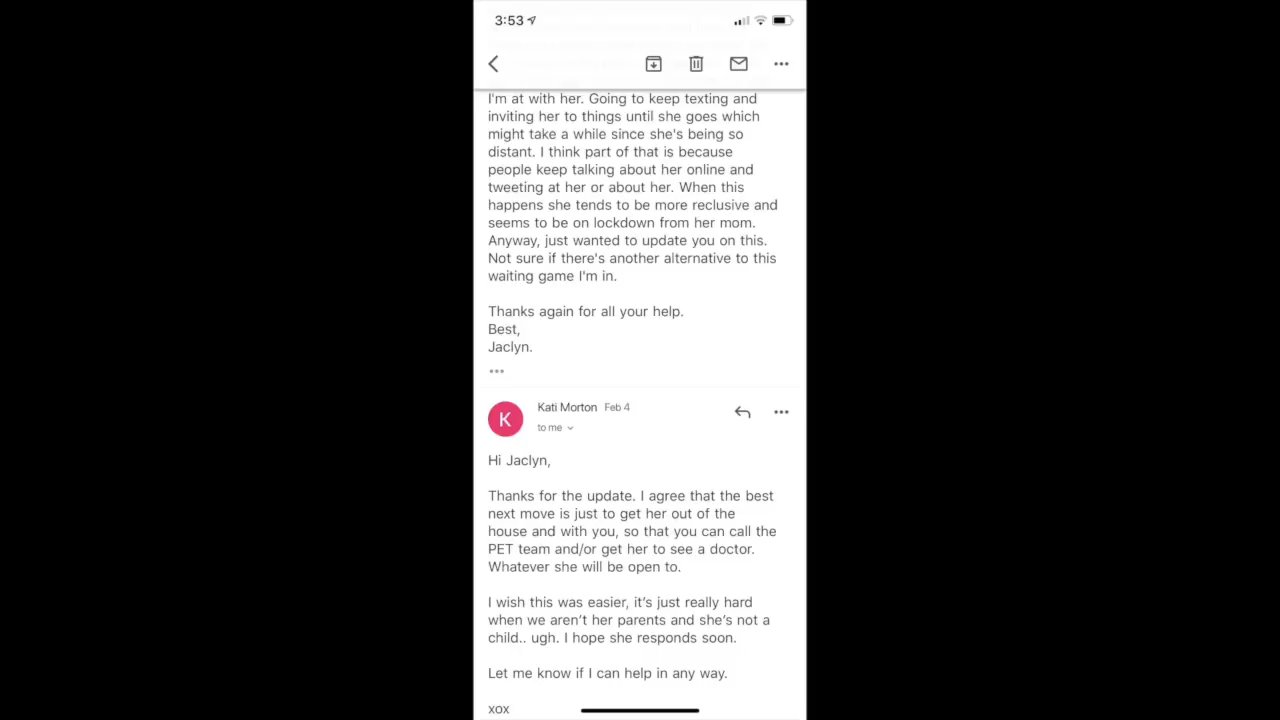 3:53
I'm at with her. Going to keep texting and
inviting her to things until she goes which
might take a while since she's being so
distant. I think part of that is because
people keep talking about her online and
tweeting at her or about her. When this
happens she tends to be more reclusive and
seems to be on lockdown from her mom.
Anyway, just wanted to update you on this.
Not sure if there's another alternative to this
waiting game I'm in.
Thanks again for all your help.
Best,
Jaclyn.
K
Kati Morton Feb 4
to me
Hi Jaclyn,
Thanks for the update. I agree that the best
next move is just to get her out of the
house and with you, so that you can call the
PET team and/or get her to see a doctor.
Whatever she will be open to.
I wish this was easier, it’s just really hard
when we aren’t her parents and she’s not a
child.. ugh. I hope she responds soon.
Let me know if I can help in any way.
xox